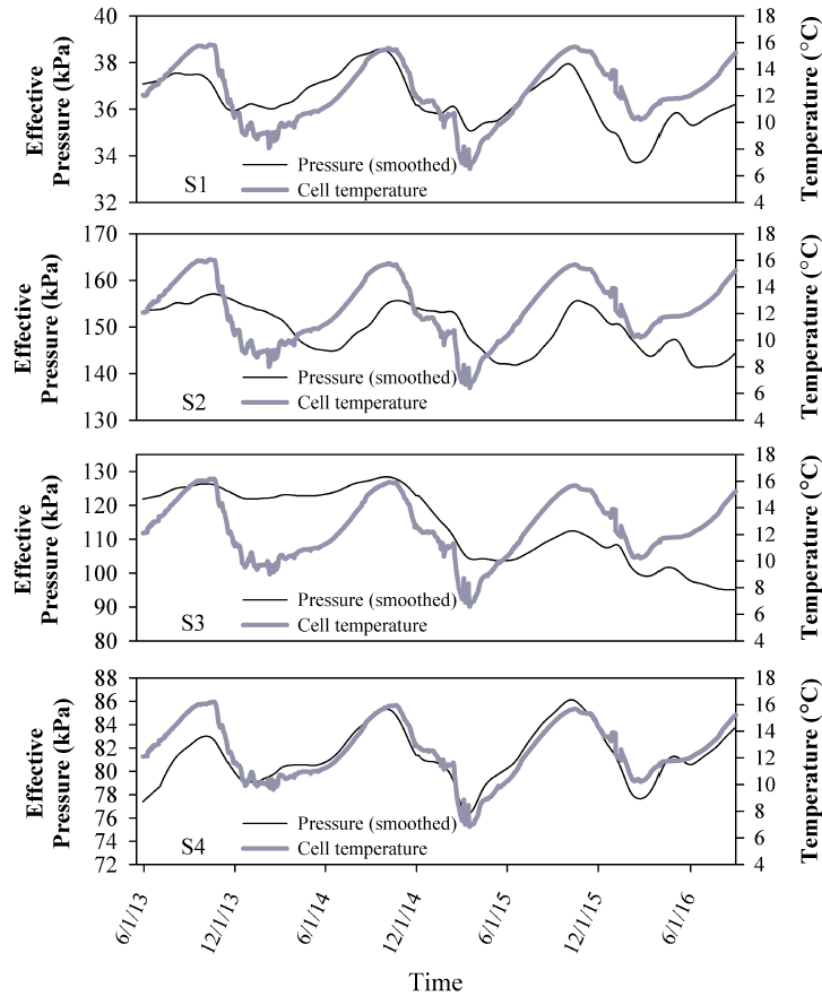 Effective
Pressure (kPa)
40
38
36
34
32
S1
Pressure (smoothed)
Cell temperature
18
16
14
12
10
8
6
4
Temperature (°C)
Effective
Pressure (kPa)
170
160
150
140
130
S2
Pressure (smoothed)
Cell temperature
18
16
14
12
10
8
6
4
Temperature (°C)
Effective
Pressure (kPa)
130
120
110
100
90
80
S3
Pressure (smoothed)
Cell temperature
18
16
14
12
10
8
6
4
Temperature (°C)
Effective
Pressure (kPa)
88
86
84
82
80
78
76
74
72
S4
Pressure (smoothed)
Cell temperature
18
16
14
12
10
8
6
4
Temperature (°C)
6/1/13
12/1/13
6/1/14
12/1/14
6/1/15
12/1/15
6/1/16
Time